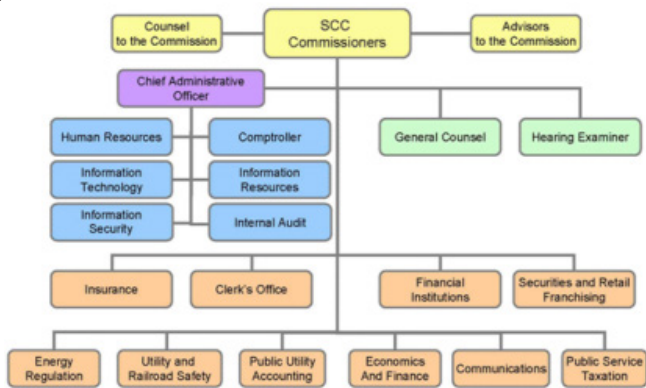 Counsel
to the Commission
SCC
Commissioners
Advisors
to the Commission
Chief Administrative
Officer
Human Resources
Comptroller
General Counsel
Hearing Examiner
Information
Technology
Information
Resources
Information
Security
Internal Audit
Insurance
Clerk's Office
Financial
Institutions
Securities and Retail
Franchising
Energy
Regulation
Utility and
Railroad Safety
Public Utility
Accounting
Economics
And Finance
Communications
Public Service
Taxation